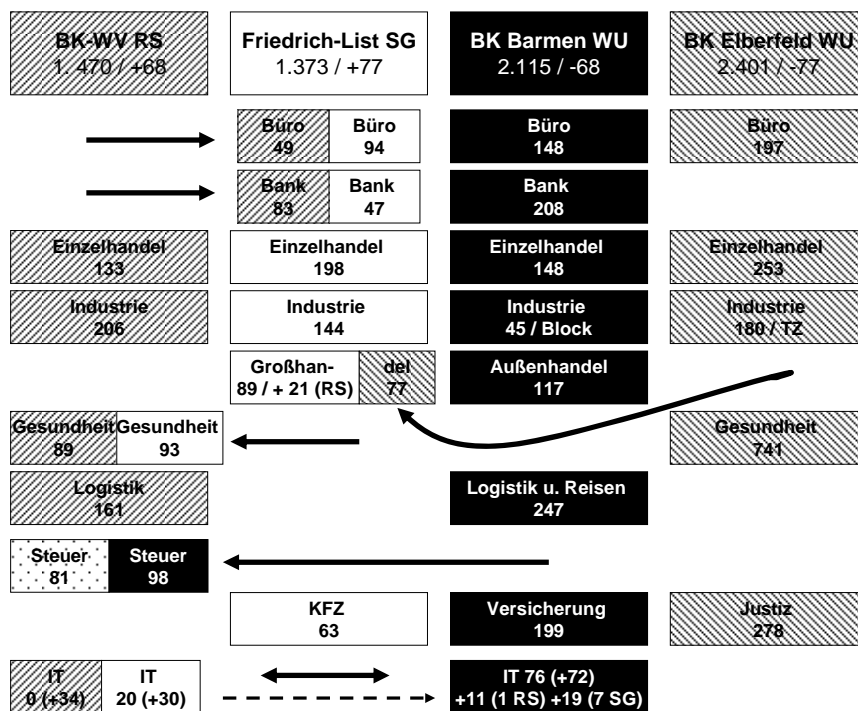 BK-WV RS
1. 470 / +68
Friedrich-List SG
1.373 / +77
BK Barmen WU
2.115 / -68
BK Elberfeld WU
2.401 / -77
Büro
49
Büro
94
Büro
148
Büro
197
Bank
83
Bank
47
Bank
208
Einzelhandel
133
Einzelhandel
198
Einzelhandel
148
Einzelhandel
253
Industrie
206
Industrie
144
Industrie
45 / Block
Industrie
180 / TZ
Großhan-
89 / + 21 (RS)
del
77
Außenhandel
117
Gesundheit
89
Gesundheit
93
Gesundheit
741
Logistik
161
Logistik u. Reisen
247
Steuer
81
Steuer
98
KFZ
63
Versicherung
199
Justiz
278
IT
0 (+34)
IT
20 (+30)
IT 76 (+72)
+11 (1 RS) +19 (7 SG)